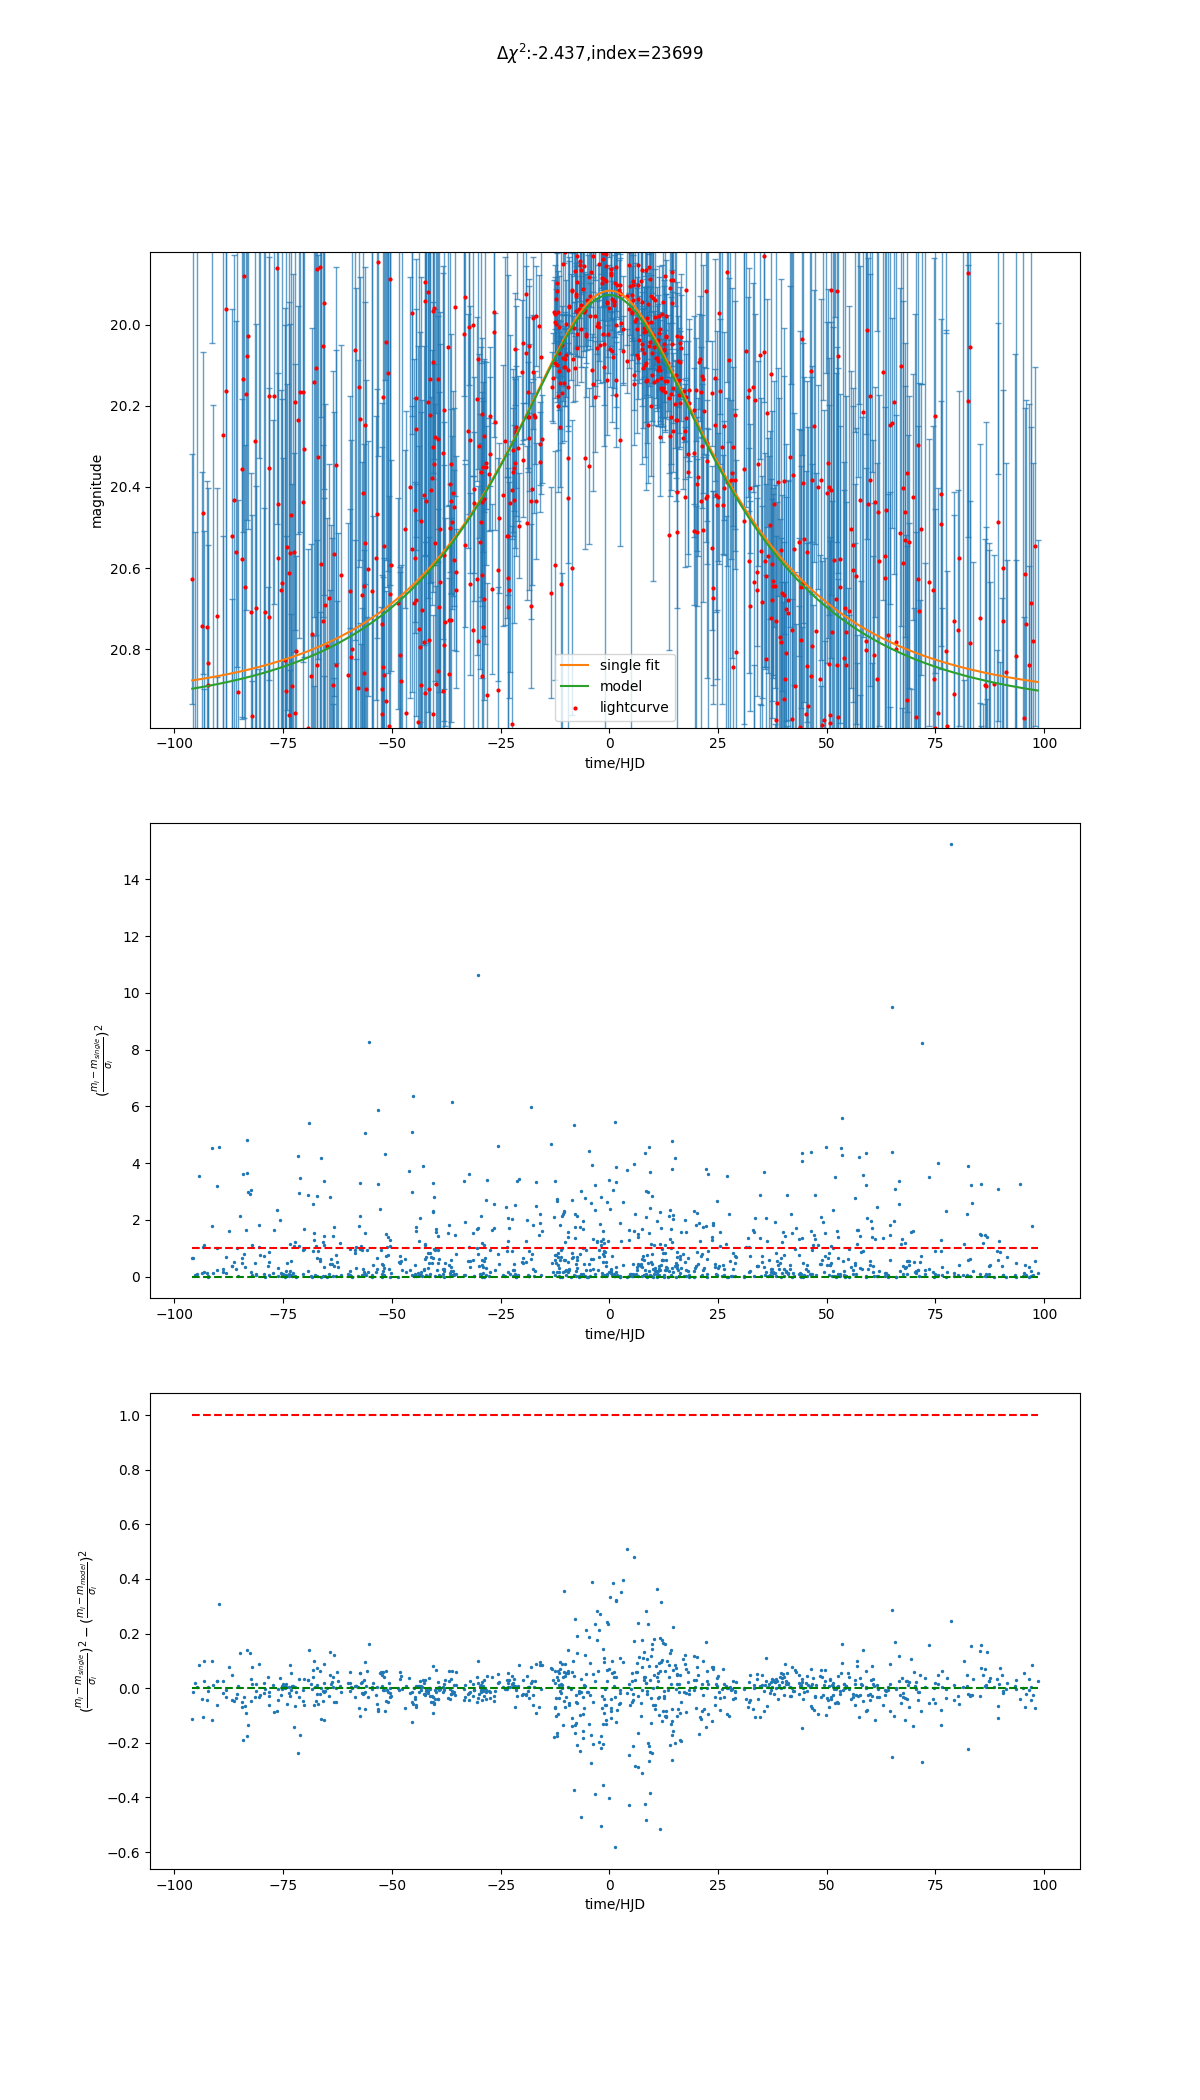 Δχ²:-2.437,index=23699
magnitude
20.0
20.2
20.4
20.6
20.8
single fit
model
lightcurve
−100 −75 −50 −25 0 25 50 75 100
time/HJD
(\frac{m_i − m_{single}}{σ_i})²
14
12
10
8
6
4
2
0
−100 −75 −50 −25 0 25 50 75 100
time/HJD
(\frac{m_i − m_{single}}{σ_i})² − (\frac{m_i − m_{model}}{σ_i})²
1.0
0.8
0.6
0.4
0.2
0.0
−0.2
−0.4
−0.6
−100 −75 −50 −25 0 25 50 75 100
time/HJD